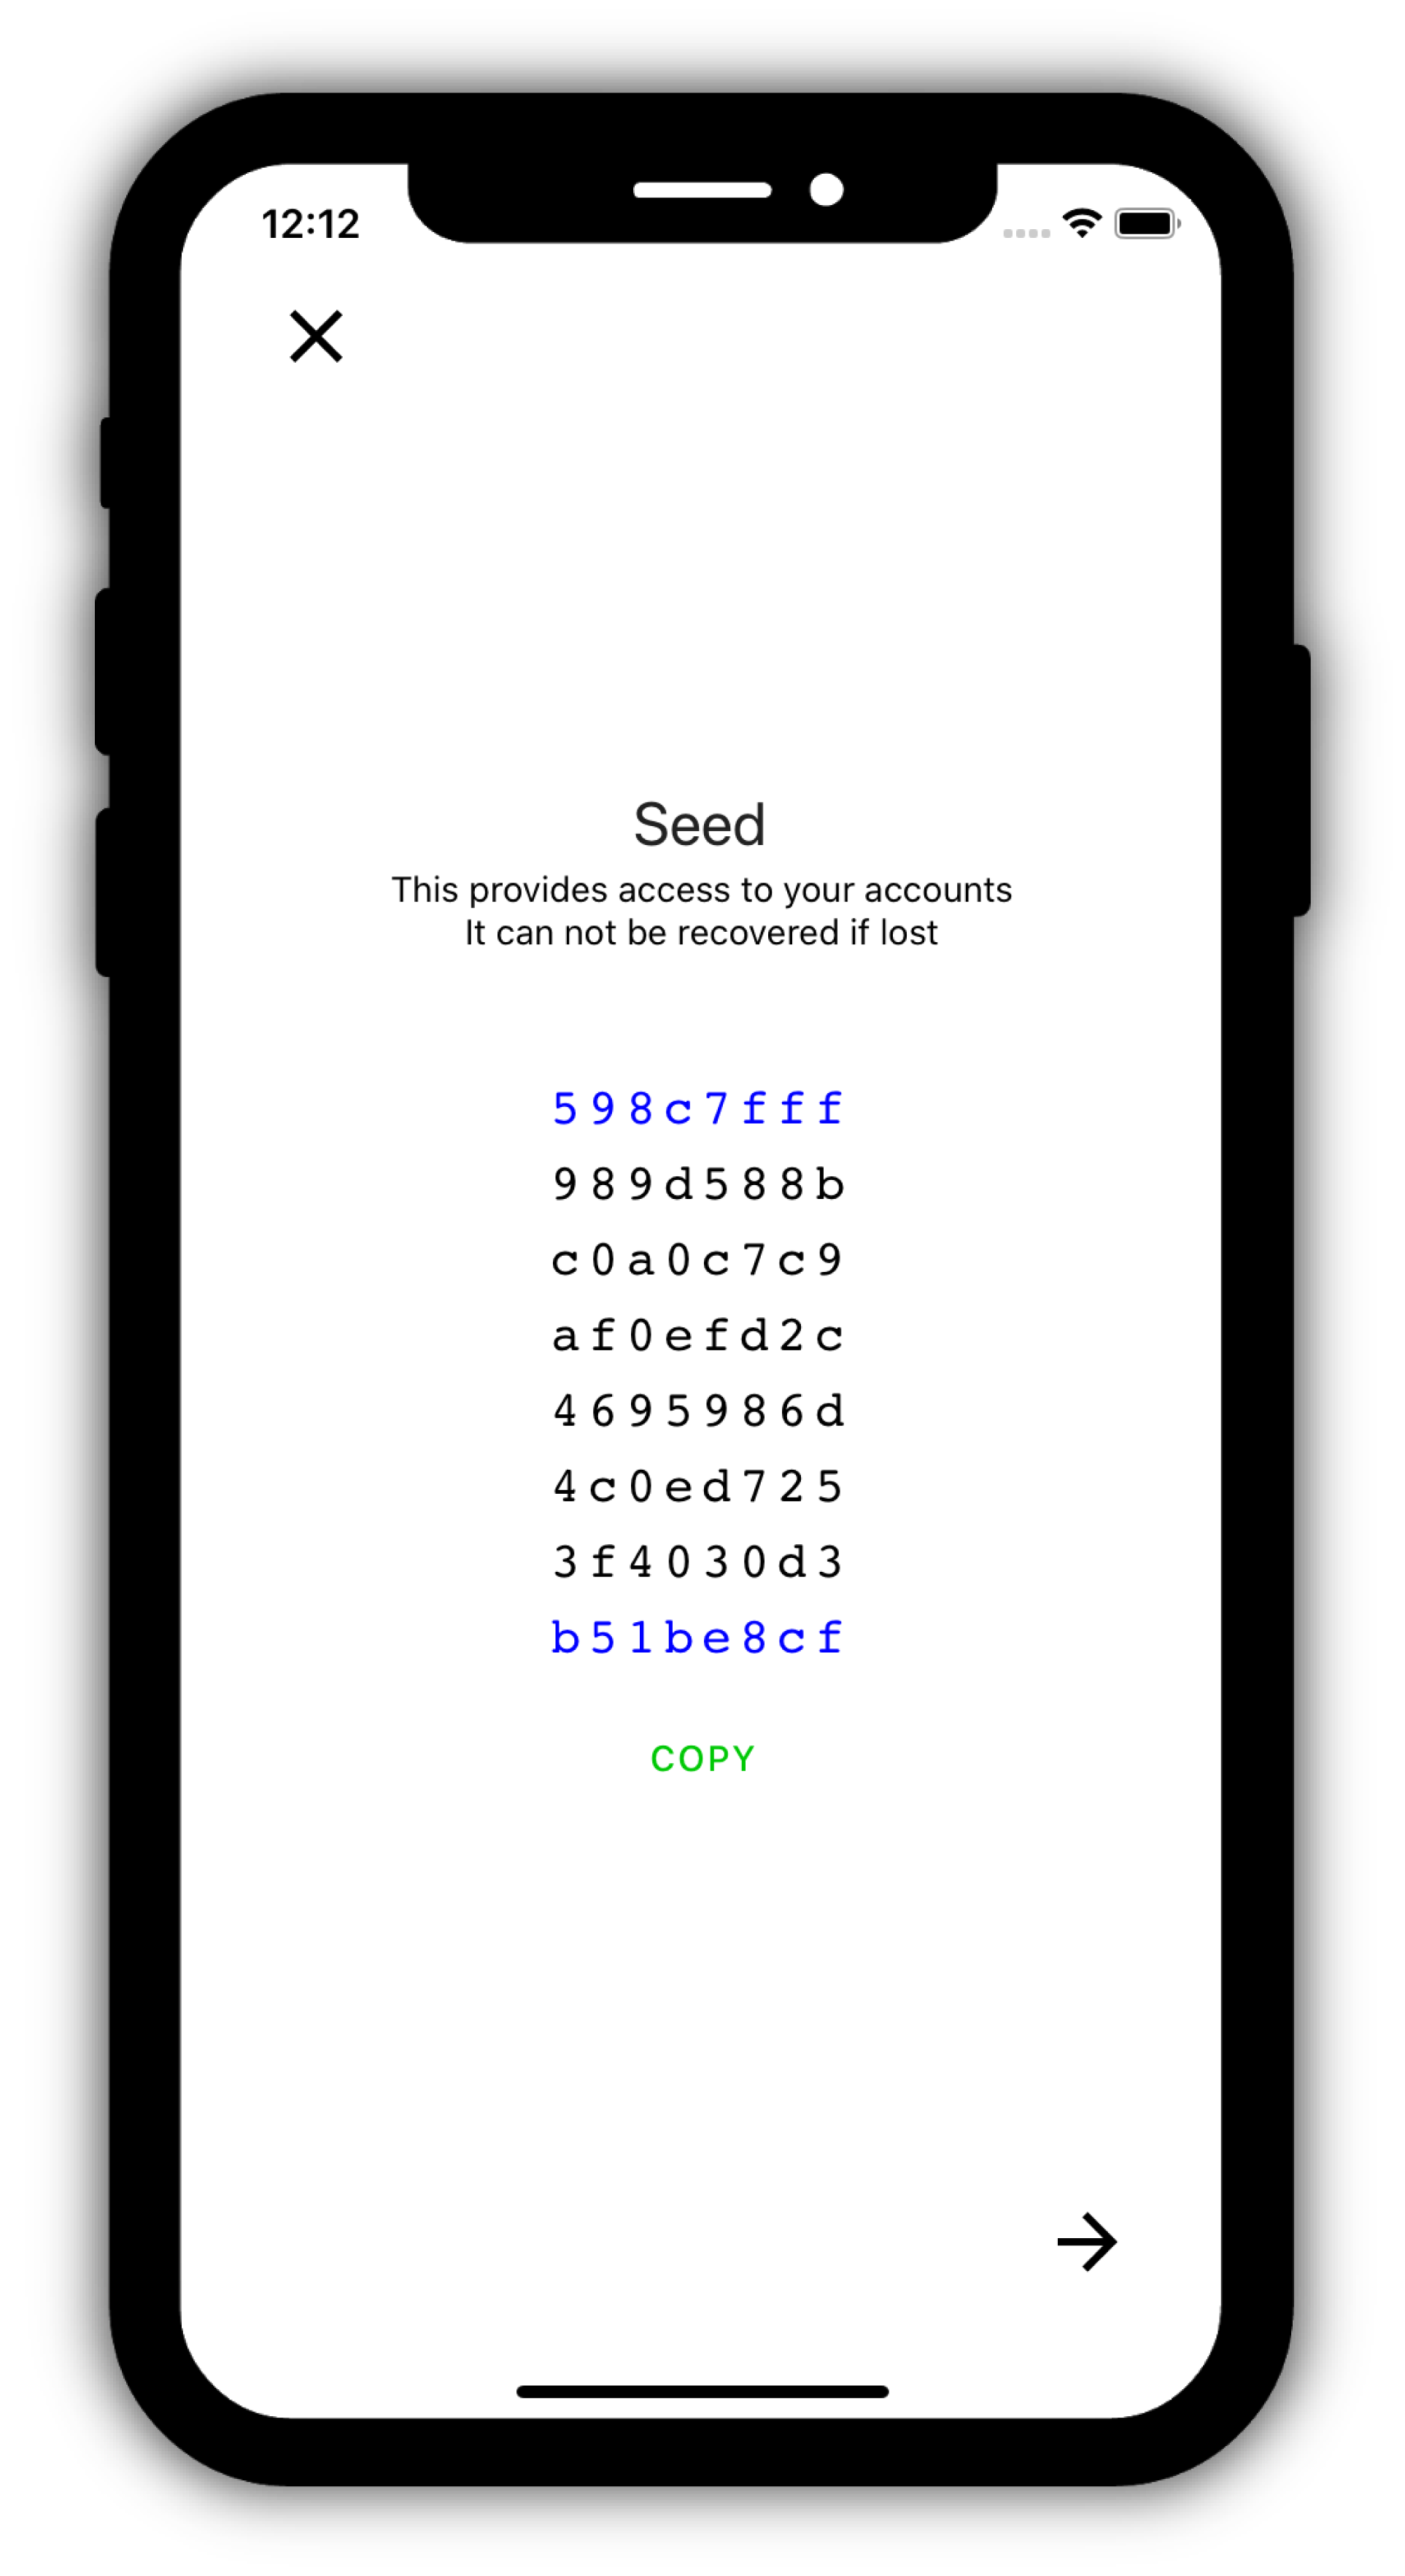 12:12
Seed
This provides access to your accounts
It can not be recovered if lost
598c7fff
989d588b
c0a0c7c9
af0efd2c
4695986d
4c0ed725
3f4030d3
b51be8cf
COPY